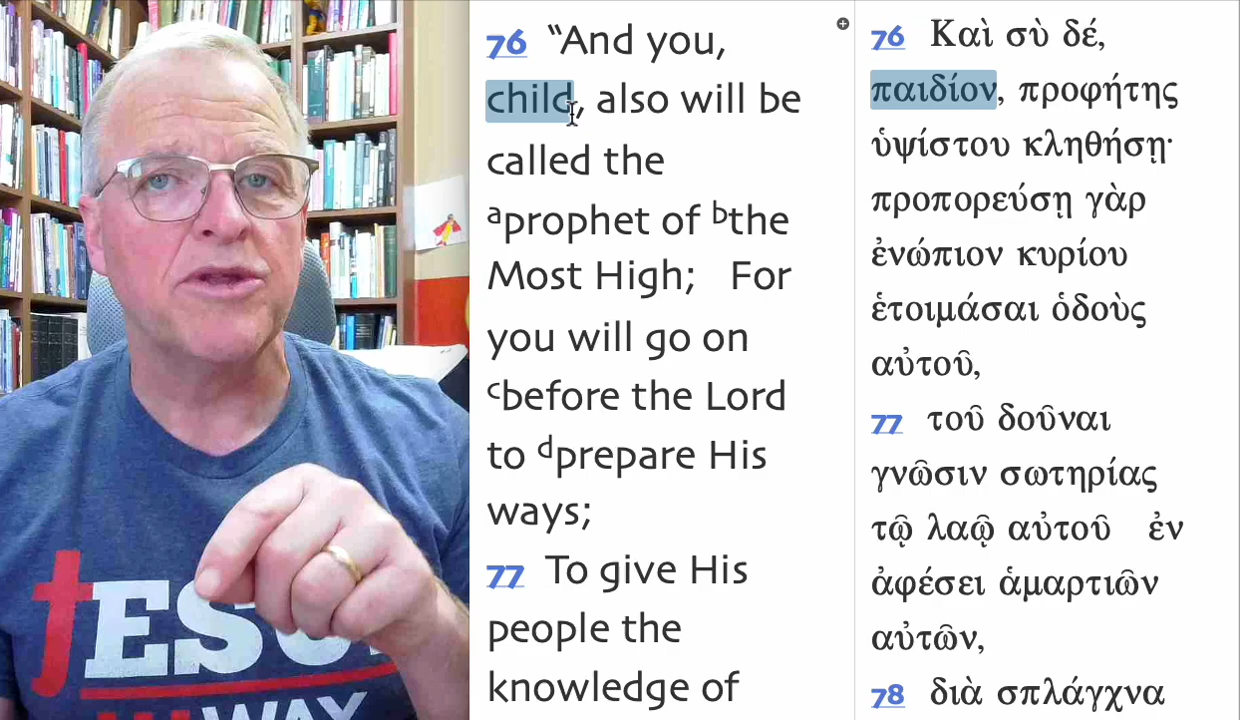 76 “And you,
child, also will be
called the
ᵃprophet of ᵇthe
Most High; For
you will go on
ᶜbefore the Lord
to ᵈprepare His
ways;
77 To give His
people the
knowledge of
76 Καὶ σὺ δέ,
παιδίον, προφήτης
ὑψίστου κληθήσῃ·
προπορεύσῃ γὰρ
ἐνώπιον κυρίου
ἑτοιμάσαι ὁδοὺς
αὐτοῦ,
77 τοῦ δοῦναι
γνῶσιν σωτηρίας
τῷ λαῷ αὐτοῦ ἐν
ἀφέσει ἁμαρτιῶν
αὐτῶν,
78 διὰ σπλάγχνα
WAY